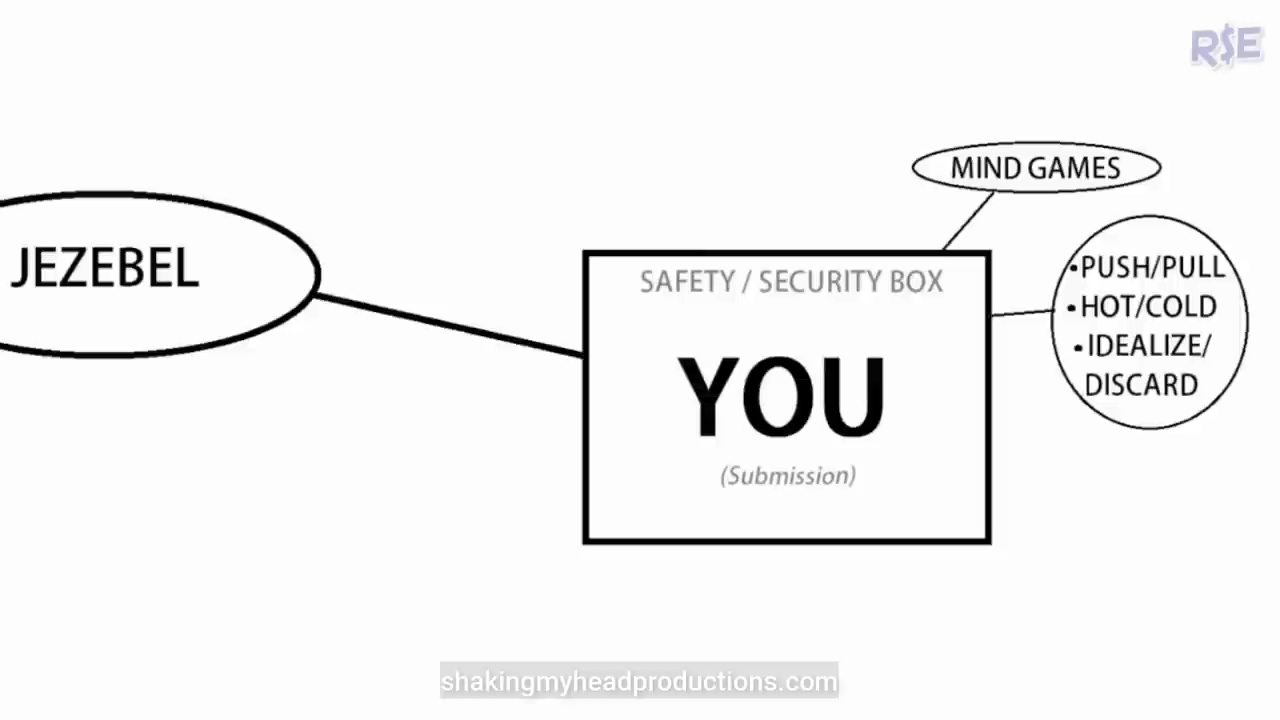 R$E
MIND GAMES
JEZEBEL
SAFETY / SECURITY BOX
YOU
(Submission)
•PUSH/PULL
•HOT/COLD
•IDEALIZE/
DISCARD
shakingmyheadproductions.com